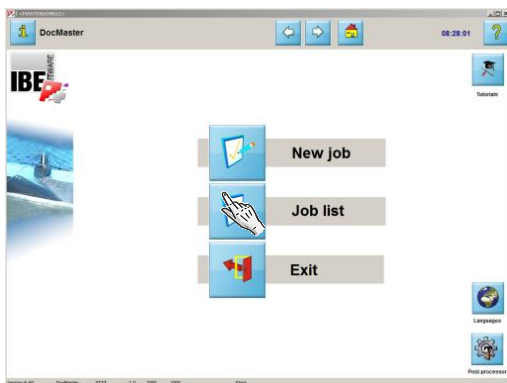 DocMaster
08:28:01
IBE
Tutorials
New job
Job list
Exit
Languages
Post-processor